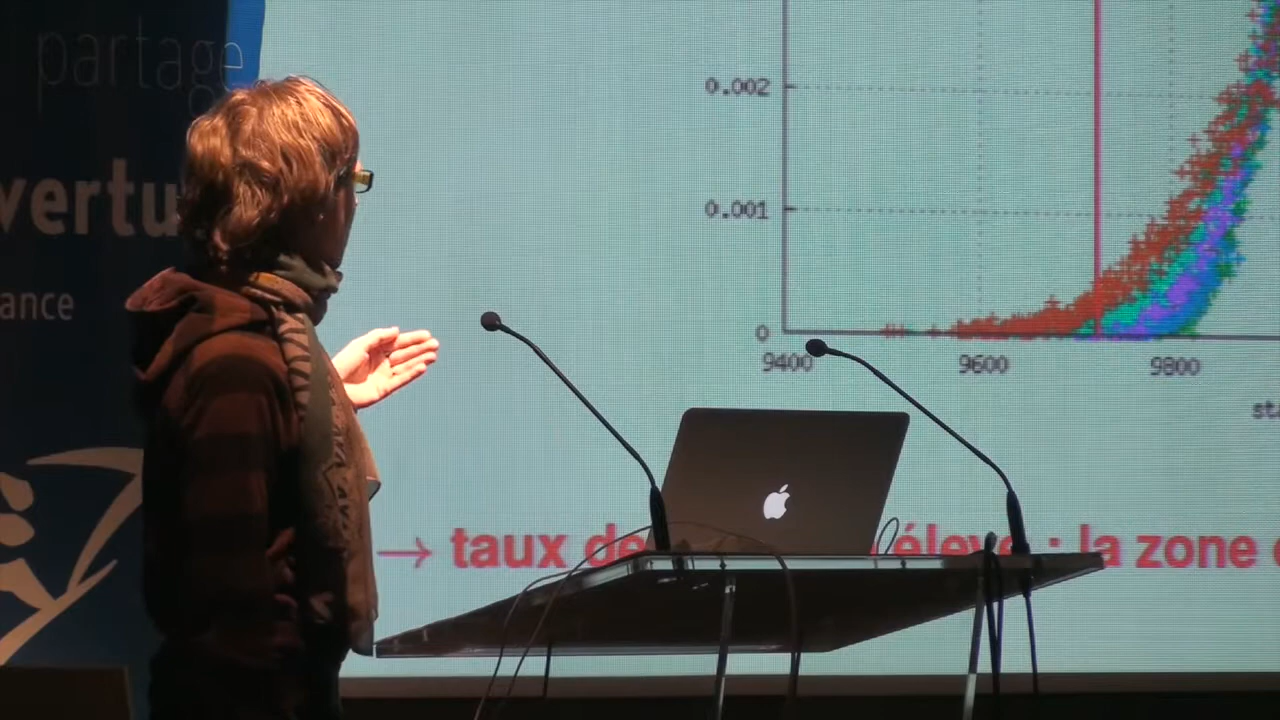 partage
vertu
ance
0.002
0.001
0
9400
9600
9800
→ taux de élevé : la zone